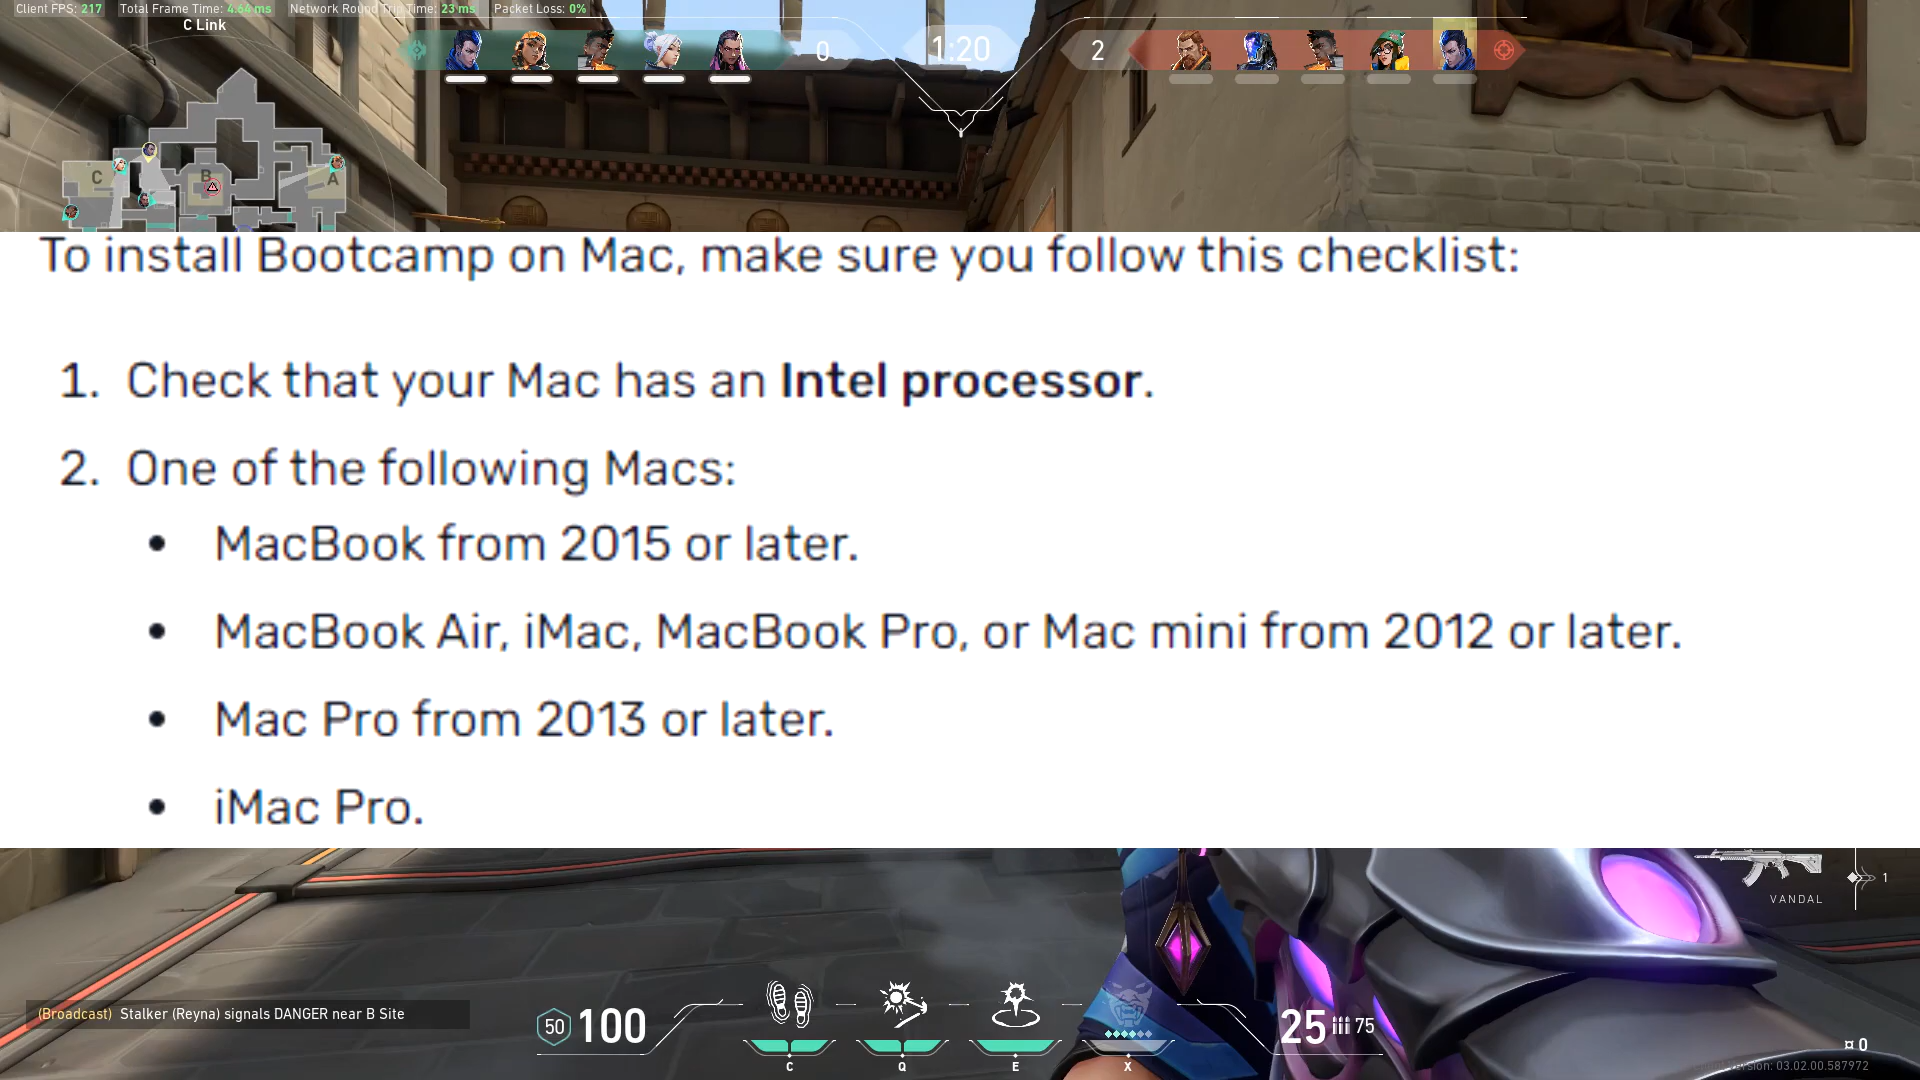 Client FPS: 217 Total Frame Time: 4.64 ms Network Round Trip Time: 23 ms Packet Loss: 0%
C Link
0 1:20 2
C B A
To install Bootcamp on Mac, make sure you follow this checklist:
1. Check that your Mac has an Intel processor.
2. One of the following Macs:
• MacBook from 2015 or later.
• MacBook Air, iMac, MacBook Pro, or Mac mini from 2012 or later.
• Mac Pro from 2013 or later.
• iMac Pro.
1
VANDAL
(Broadcast) Stalker (Reyna) signals DANGER near B Site
50 100 25 75
¤ 0
C Q E X
03.02.00.587972